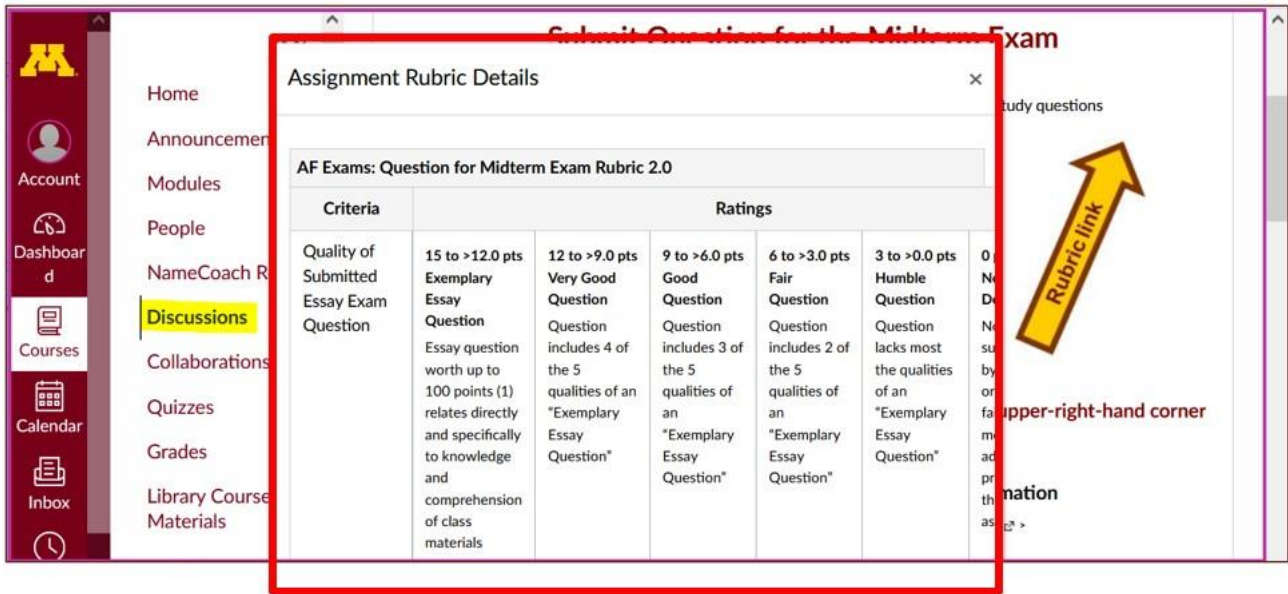 Submit Question for the Midterm Exam
Account
Dashboar
d
Courses
Calendar
Inbox
Home
Announcemen
Modules
People
NameCoach R
Discussions
Collaborations
Quizzes
Grades
Library Course
Materials
Assignment Rubric Details
×
tudy questions
AF Exams: Question for Midterm Exam Rubric 2.0
Criteria
Ratings
Quality of
Submitted
Essay Exam
Question
15 to >12.0 pts
Exemplary
Essay
Question
Essay question
worth up to
100 points (1)
relates directly
and specifically
to knowledge
and
comprehension
of class
materials
12 to >9.0 pts
Very Good
Question
Question
includes 4 of
the 5
qualities of an
"Exemplary
Essay
Question"
9 to >6.0 pts
Good
Question
Question
includes 3 of
the 5
qualities of
an
"Exemplary
Essay
Question"
6 to >3.0 pts
Fair
Question
Question
includes 2 of
the 5
qualities of
an
"Exemplary
Essay
Question"
3 to >0.0 pts
Humble
Question
Question
lacks most
the qualities
of an
"Exemplary
Essay
Question"
Rubric link
upper-right-hand corner
mation